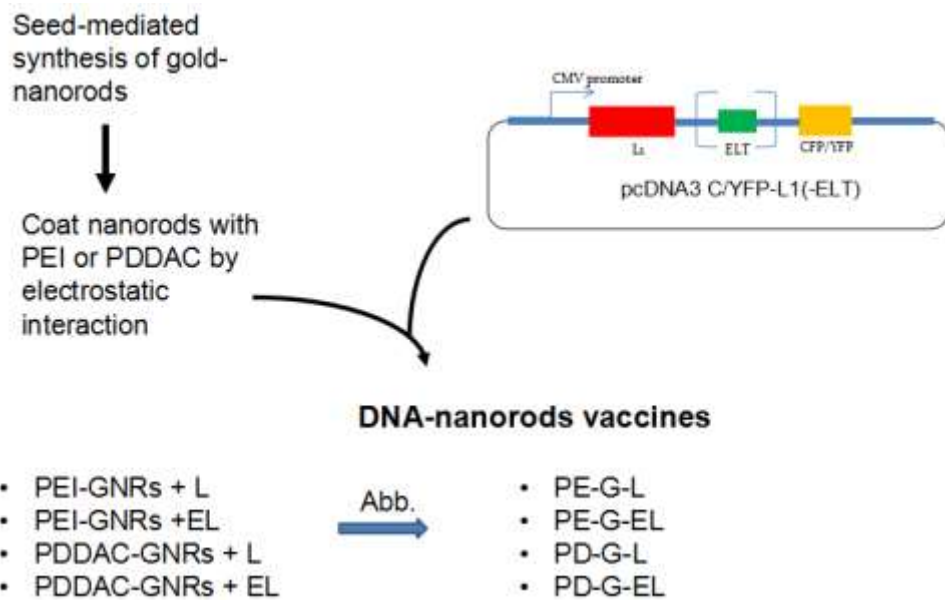 Seed-mediated
synthesis of gold-
nanorods
Coat nanorods with
PEI or PDDAC by
electrostatic
interaction
CMV promoter
L1
ELT
CFP/YFP
pcDNA3 C/YFP-L1(-ELT)
DNA-nanorods vaccines
• PEI-GNRs + L
• PEI-GNRs +EL
• PDDAC-GNRs + L
• PDDAC-GNRs + EL
Abb.
• PE-G-L
• PE-G-EL
• PD-G-L
• PD-G-EL